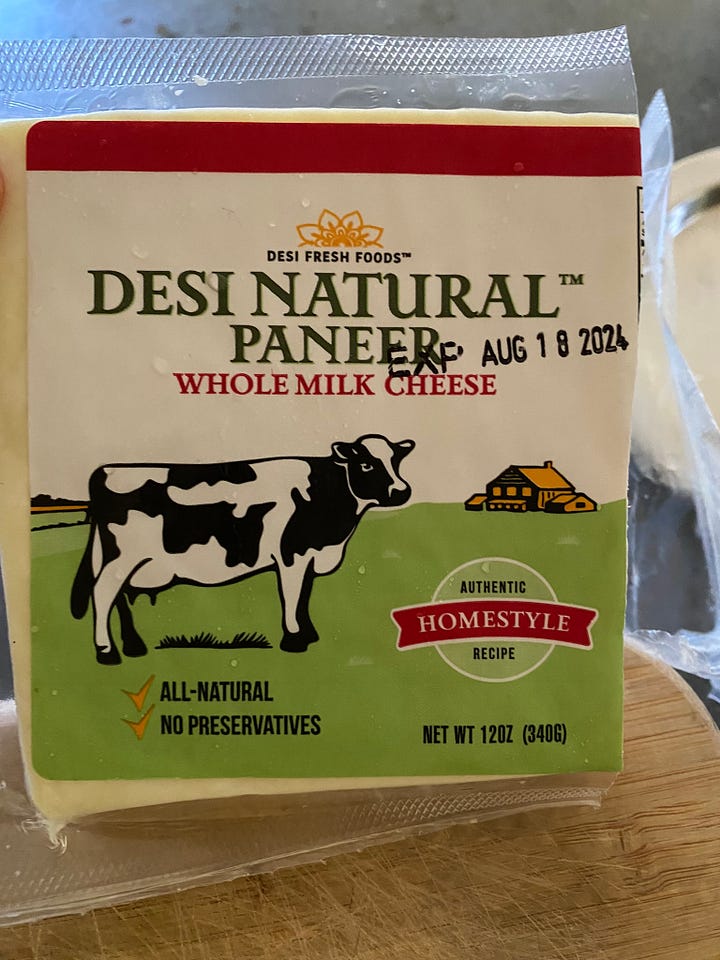 DESI FRESH FOODS™
DESI NATURAL™
PANEER
EXP AUG 18 2024
WHOLE MILK CHEESE
AUTHENTIC
HOMESTYLE
RECIPE
ALL-NATURAL
NO PRESERVATIVES
NET WT 12OZ (340G)